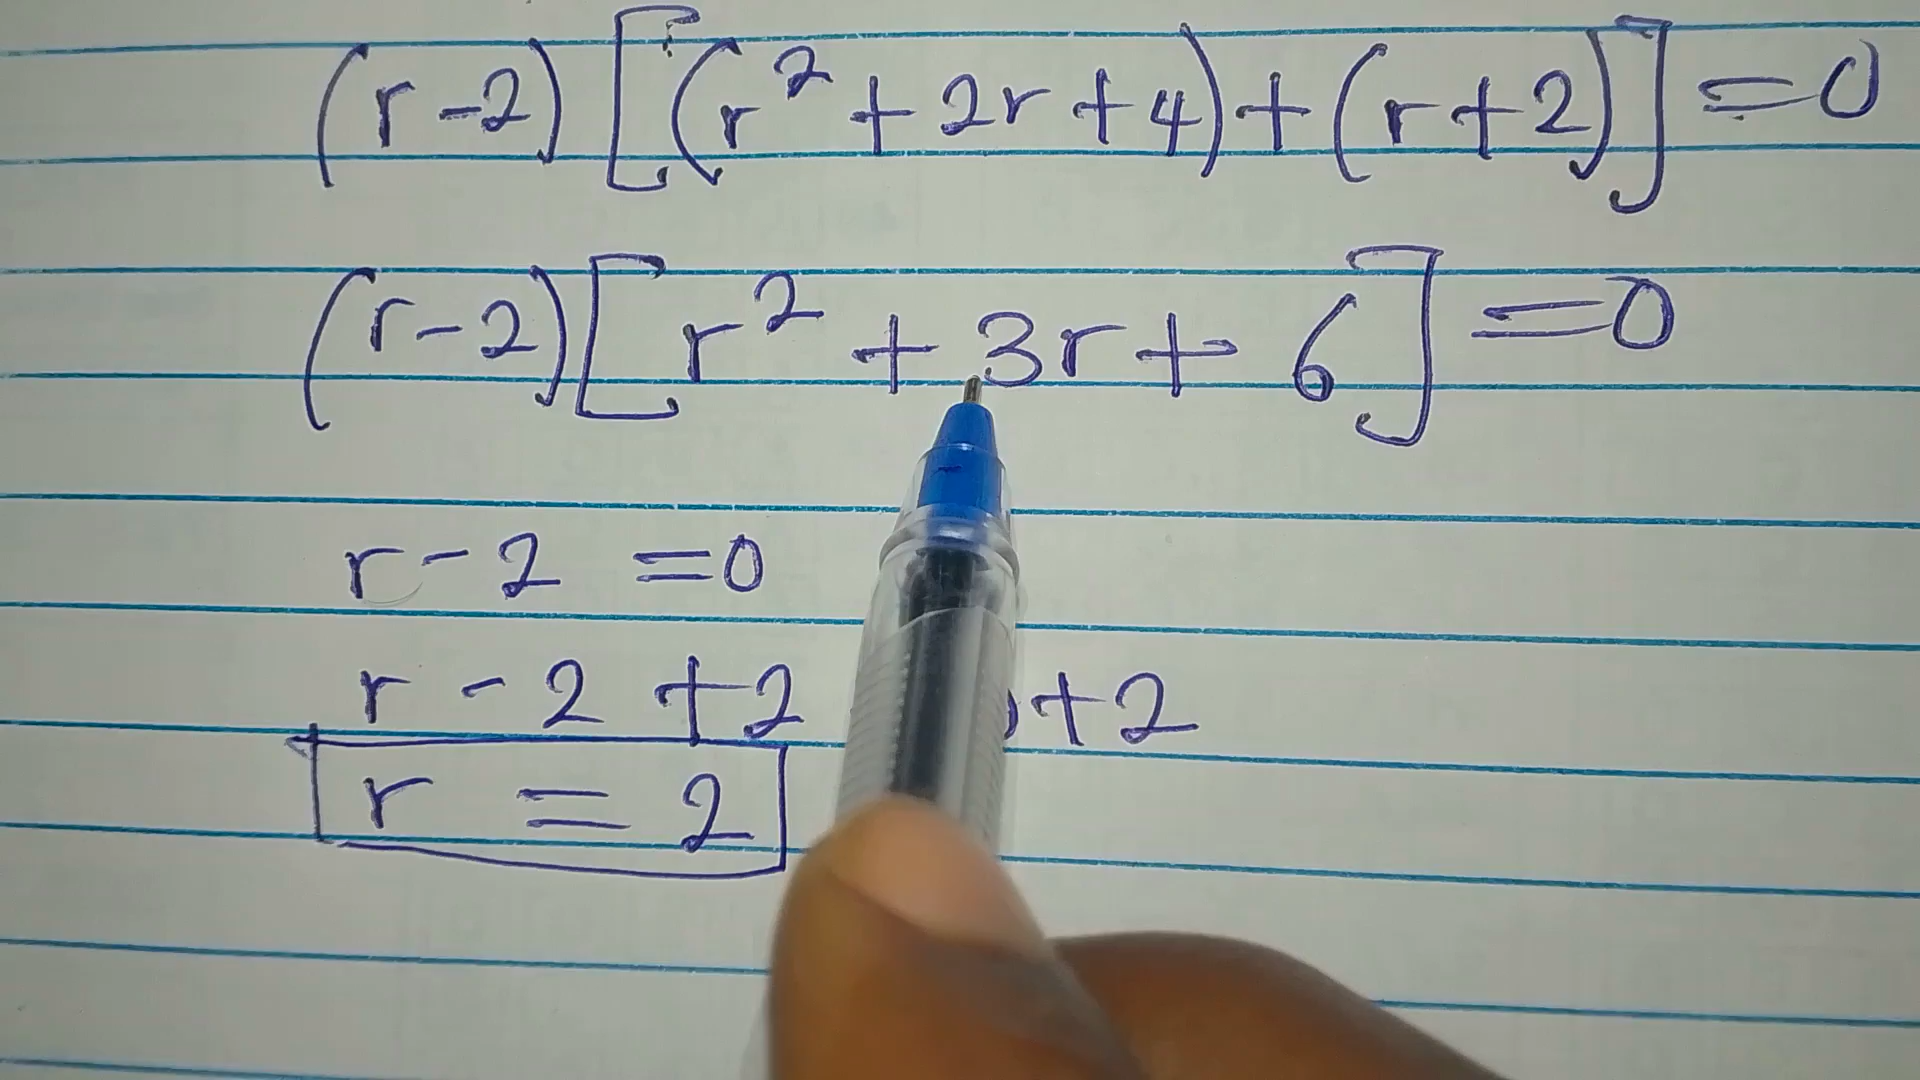 (r-2)[(r²+2r+4)+(r+2)]=0
(r-2)[r²+3r+6]=0
r-2=0
r-2+2 +2
r=2